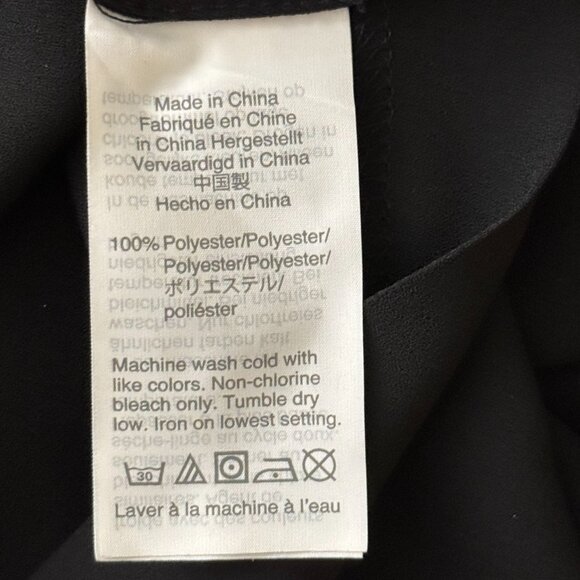 Made in China
Fabriqué en Chine
in China Hergestellt
Vervaardigd in China
中国製
Hecho en China
100% Polyester/Polyester/
Polyester/Polyester/
ポリエステル/
poliéster
Machine wash cold with
like colors. Non-chlorine
bleach only. Tumble dry
low. Iron on lowest setting.
30
Laver à la machine à l'eau